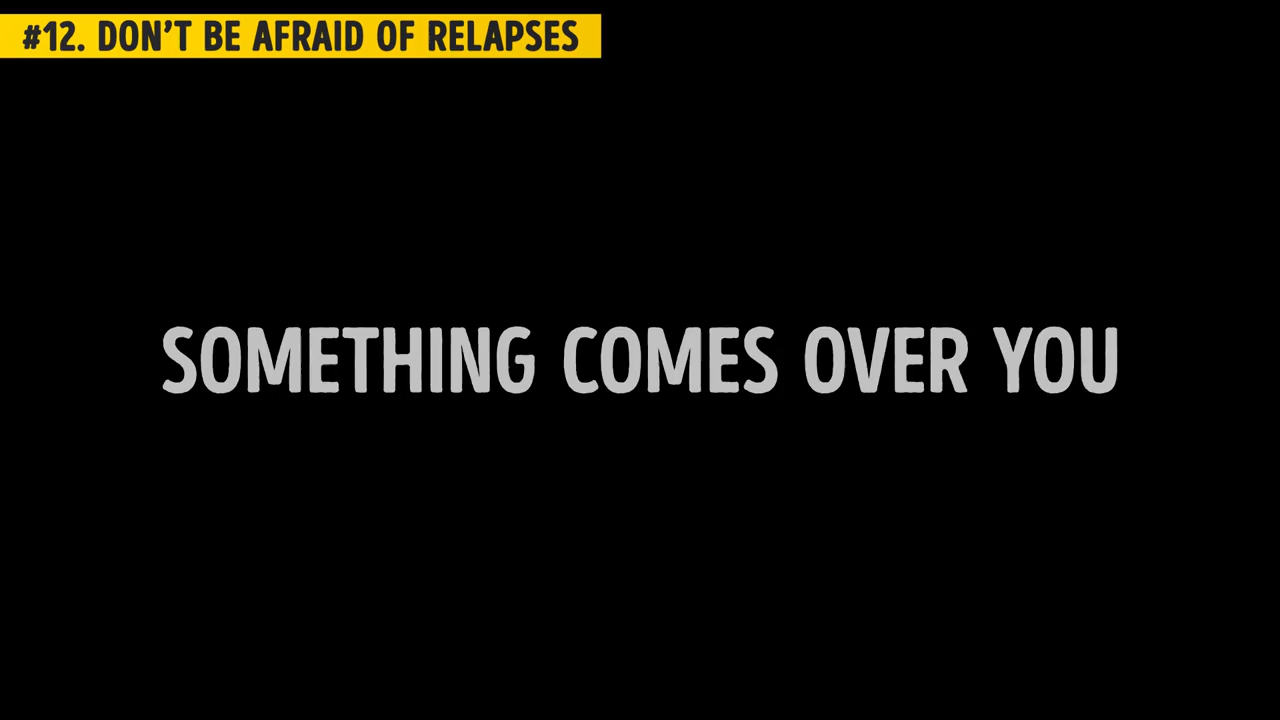 #12. DON'T BE AFRAID OF RELAPSES
SOMETHING COMES OVER YOU